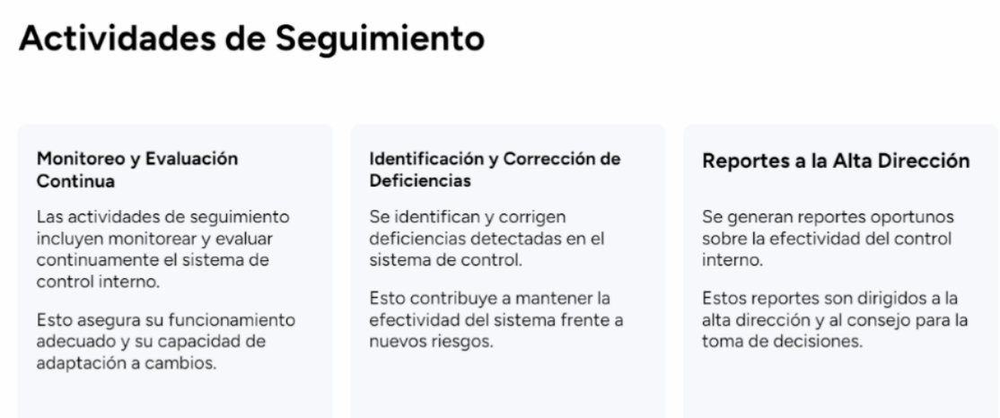 Actividades de Seguimiento
Monitoreo y Evaluación
Continua
Las actividades de seguimiento
incluyen monitorear y evaluar
continuamente el sistema de
control interno.
Esto asegura su funcionamiento
adecuado y su capacidad de
adaptación a cambios.
Identificación y Corrección de
Deficiencias
Se identifican y corrigen
deficiencias detectadas en el
sistema de control.
Esto contribuye a mantener la
efectividad del sistema frente a
nuevos riesgos.
Reportes a la Alta Dirección
Se generan reportes oportunos
sobre la efectividad del control
interno.
Estos reportes son dirigidos a la
alta dirección y al consejo para la
toma de decisiones.